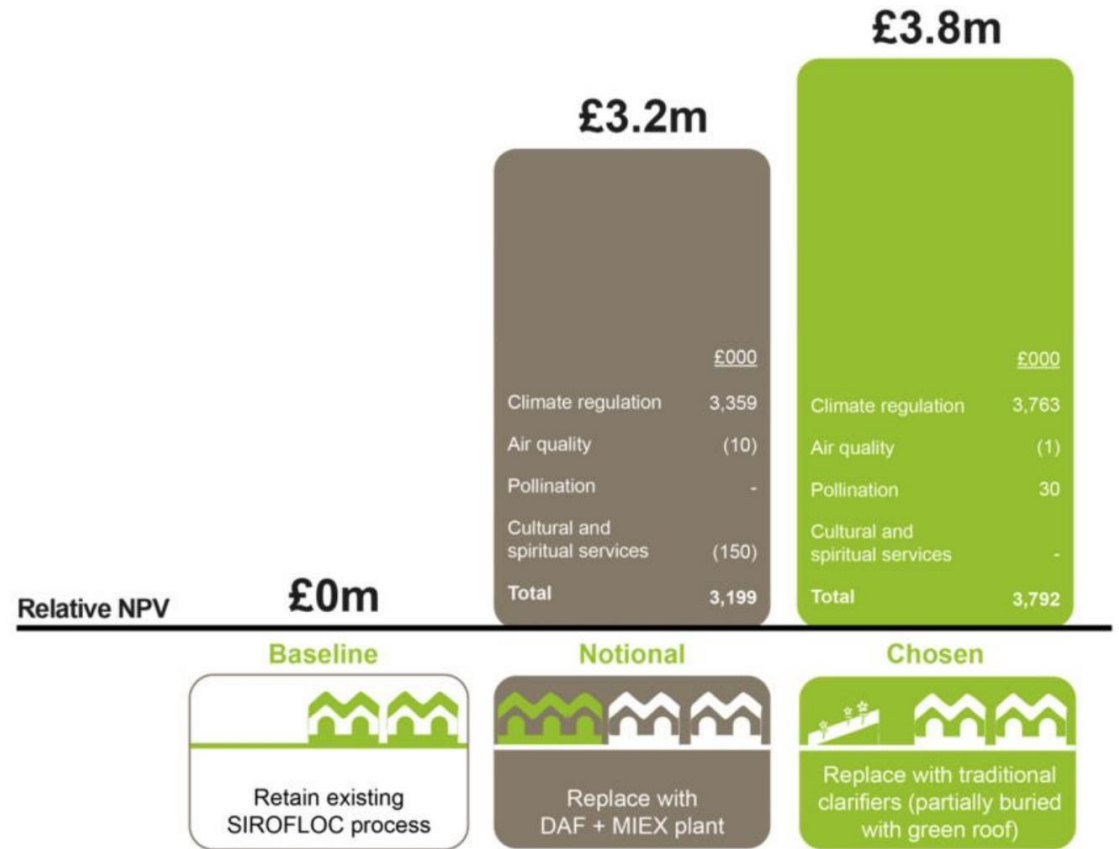 £3.8m
£3.2m
£000
Climate regulation 3,359
Air quality (10)
Pollination -
Cultural and
spiritual services (150)
Total 3,199
£000
Climate regulation 3,763
Air quality (1)
Pollination 30
Cultural and
spiritual services -
Total 3,792
Relative NPV
£0m
Baseline
Notional
Chosen
Retain existing
SIROFLOC process
Replace with
DAF + MIEX plant
Replace with traditional
clarifiers (partially buried
with green roof)